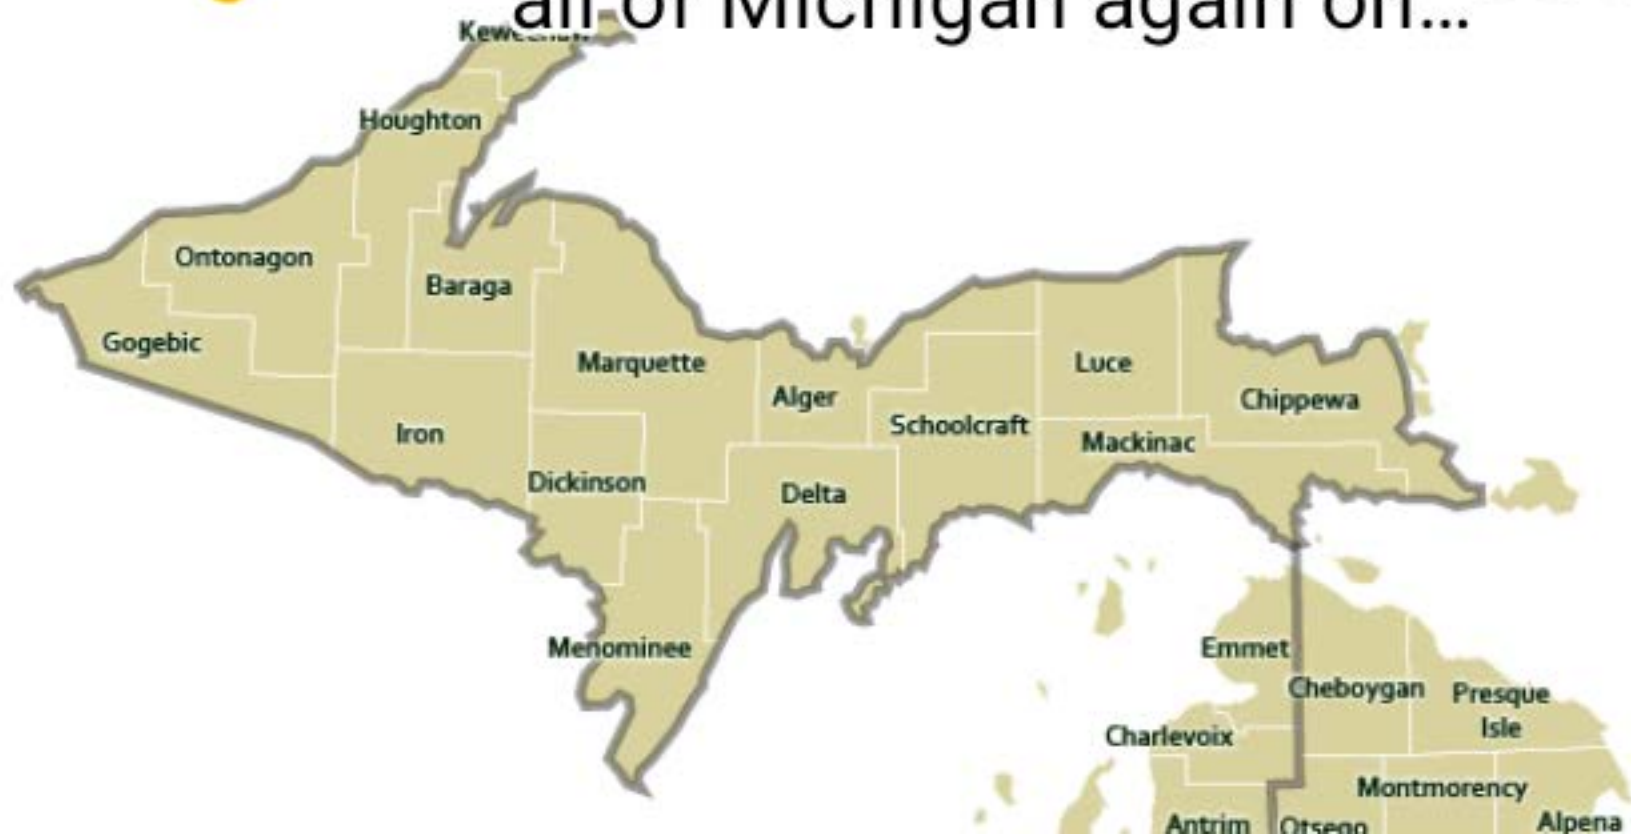 all of Michigan again on...
Keweenaw
Houghton
Ontonagon
Baraga
Gogebic
Marquette
Luce
Alger
Chippewa
Schoolcraft
Iron
Mackinac
Dickinson
Delta
Menominee
Emmet
Cheboygan
Presque
Isle
Charlevoix
Montmorency
Antrim
Otsego
Alpena